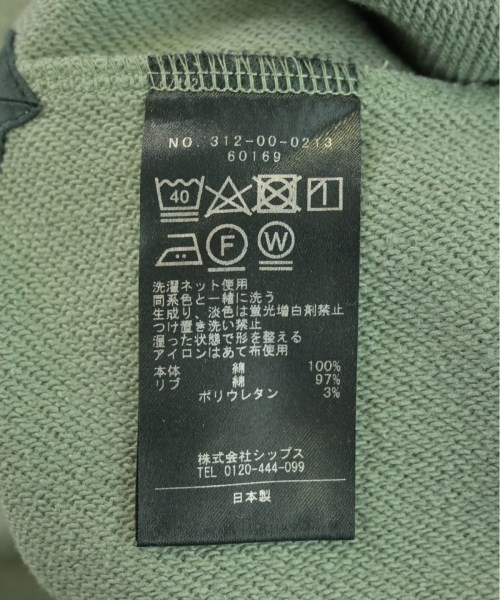 NO. 312-00-0213
60169
40
F W
洗濯ネット使用
同系色と一緒に洗う
生成り、淡色は蛍光増白剤禁止
つけ置き洗い禁止
湿った状態で形を整える
アイロンはあて布使用
本体 綿 100%
リブ 綿 97%
ポリウレタン 3%
株式会社シップス
TEL 0120-444-099
日本製